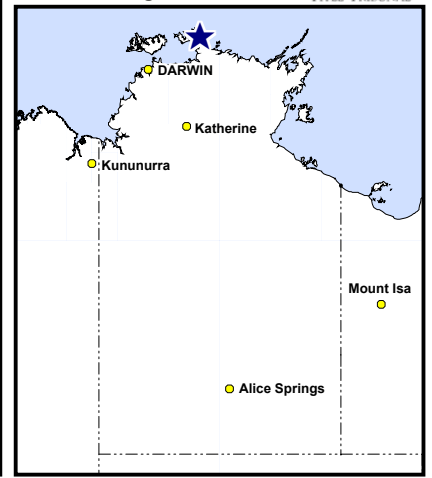 DARWIN
Katherine
Kununurra
Mount Isa
Alice Springs